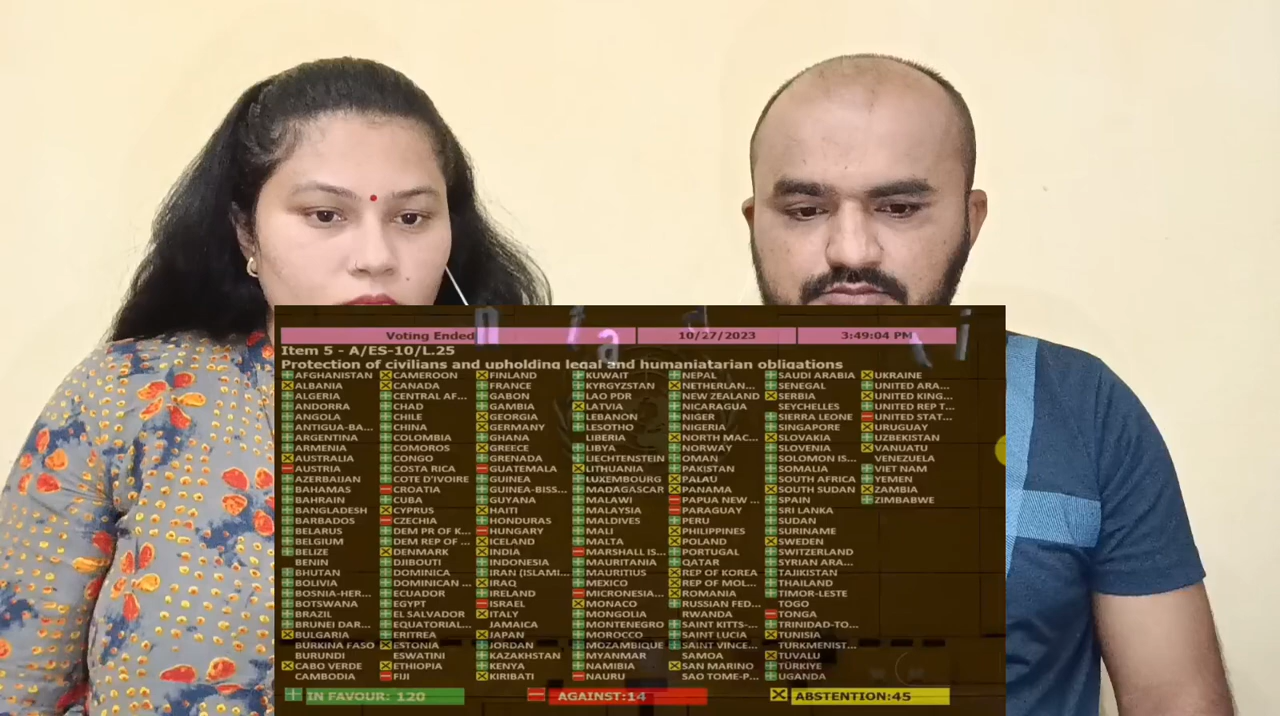 Voting Ended 10/27/2023 3:49:04 PM
Item 5 - A/ES-10/L.25
Protection of civilians and upholding legal and humaniatarian obligations
AFGHANISTAN CAMEROON FINLAND KUWAIT NEPAL SAUDI ARABIA UKRAINE
ALBANIA CANADA FRANCE KYRGYZSTAN NETHERLAN... SENEGAL UNITED ARA...
ALGERIA CENTRAL AF... GABON LAO PDR NEW ZEALAND SERBIA UNITED KING...
ANDORRA CHAD GAMBIA LATVIA NICARAGUA SEYCHELLES UNITED REP T...
ANGOLA CHILE GEORGIA LEBANON NIGER SIERRA LEONE UNITED STAT...
ANTIGUA-BA... CHINA GERMANY LESOTHO NIGERIA SINGAPORE URUGUAY
ARGENTINA COLOMBIA GHANA LIBERIA NORTH MAC... SLOVAKIA UZBEKISTAN
ARMENIA COMOROS GREECE LIBYA NORWAY SLOVENIA VANUATU
AUSTRALIA CONGO GRENADA LIECHTENSTEIN OMAN SOLOMON IS... VENEZUELA
AUSTRIA COSTA RICA GUATEMALA LITHUANIA PAKISTAN SOMALIA VIET NAM
AZERBAIJAN COTE D'IVOIRE GUINEA LUXEMBOURG PALAU SOUTH AFRICA YEMEN
BAHAMAS CROATIA GUINEA-BISS... MADAGASCAR PANAMA SOUTH SUDAN ZAMBIA
BAHRAIN CUBA GUYANA MALAWI PAPUA NEW ... SPAIN ZIMBABWE
BANGLADESH CYPRUS HAITI MALAYSIA PARAGUAY SRI LANKA
BARBADOS CZECHIA HONDURAS MALDIVES PERU SUDAN
BELARUS DEM PR OF K... HUNGARY MALI PHILIPPINES SURINAME
BELGIUM DEM REP OF ... ICELAND MALTA POLAND SWEDEN
BELIZE DENMARK INDIA MARSHALL IS... PORTUGAL SWITZERLAND
BENIN DJIBOUTI INDONESIA MAURITANIA QATAR SYRIAN ARA...
BHUTAN DOMINICA IRAN (ISLAMI... MAURITIUS REP OF KOREA TAJIKISTAN
BOLIVIA DOMINICAN ... IRAQ MEXICO REP OF MOL... THAILAND
BOSNIA-HER... ECUADOR IRELAND MICRONESIA... ROMANIA TIMOR-LESTE
BOTSWANA EGYPT ISRAEL MONACO RUSSIAN FED... TOGO
BRAZIL EL SALVADOR ITALY MONGOLIA RWANDA TONGA
BRUNEI DAR... EQUATORIAL... JAMAICA MONTENEGRO SAINT KITTS-... TRINIDAD-TO...
BULGARIA ERITREA JAPAN MOROCCO SAINT LUCIA TUNISIA
BURKINA FASO ESTONIA JORDAN MOZAMBIQUE SAINT VINCE... TURKMENIST...
BURUNDI ESWATINI KAZAKHSTAN MYANMAR SAMOA TUVALU
CABO VERDE ETHIOPIA KENYA NAMIBIA SAN MARINO TÜRKIYE
CAMBODIA FIJI KIRIBATI NAURU SAO TOME-P... UGANDA
IN FAVOUR: 120 AGAINST:14 ABSTENTION:45